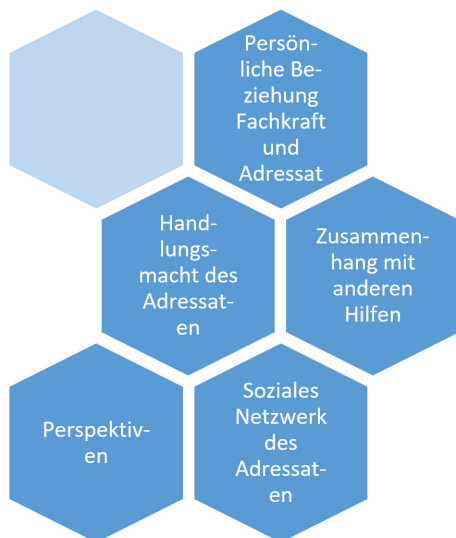 Persön-
liche Be-
ziehung
Fachkraft
und
Adressat
Hand-
lungs-
macht des
Adressat-
en
Zusammen-
hang mit
anderen
Hilfen
Perspektiv-
en
Soziales
Netzwerk
des
Adressat-
en